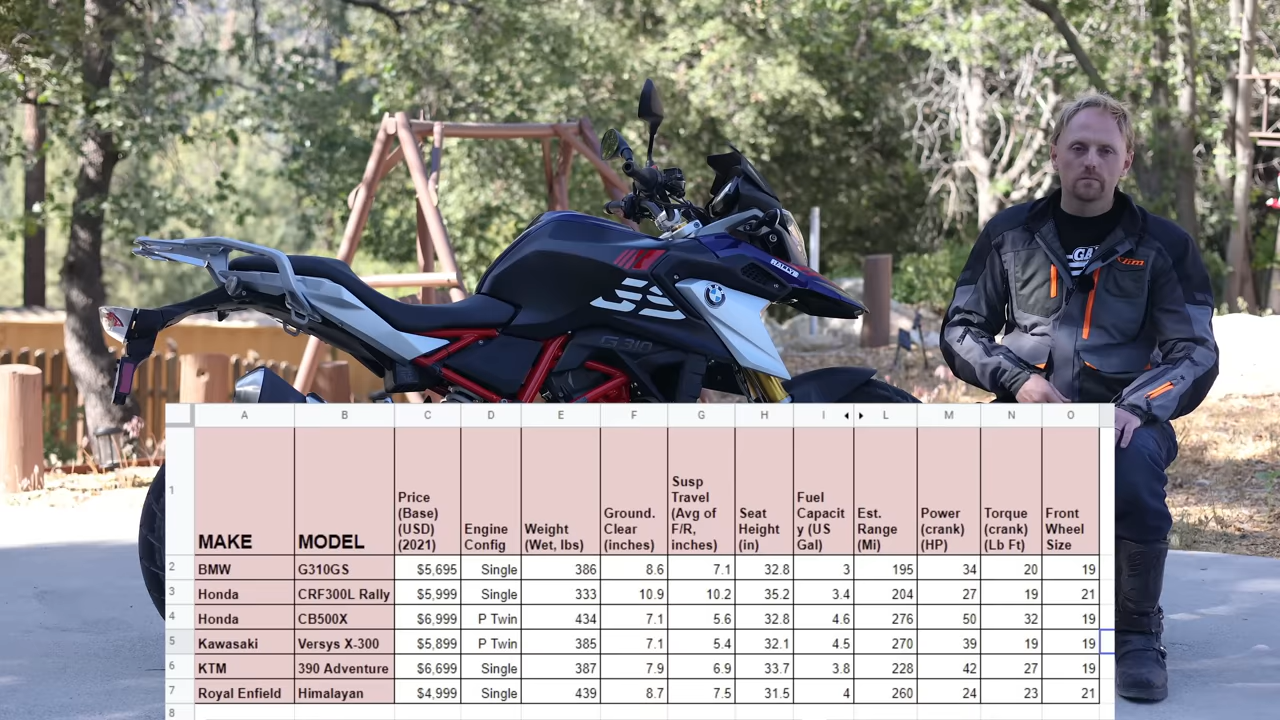 RALLYE
GS
G 310
GA
A B C D E F G H I L M N O
1 MAKE MODEL Price (Base) (USD) (2021) Engine Config Weight (Wet, lbs) Ground. Clear (inches) Susp Travel (Avg of F/R, inches) Seat Height (in) Fuel Capacity (US Gal) Est. Range (Mi) Power (crank) (HP) Torque (crank) (Lb Ft) Front Wheel Size
2 BMW G310GS $5,695 Single 386 8.6 7.1 32.8 3 195 34 20 19
3 Honda CRF300L Rally $5,999 Single 333 10.9 10.2 35.2 3.4 204 27 19 21
4 Honda CB500X $6,999 P Twin 434 7.1 5.6 32.8 4.6 276 50 32 19
5 Kawasaki Versys X-300 $5,899 P Twin 385 7.1 5.4 32.1 4.5 270 39 19 19
6 KTM 390 Adventure $6,699 Single 387 7.9 6.9 33.7 3.8 228 42 27 19
7 Royal Enfield Himalayan $4,999 Single 439 8.7 7.5 31.5 4 260 24 23 21
8